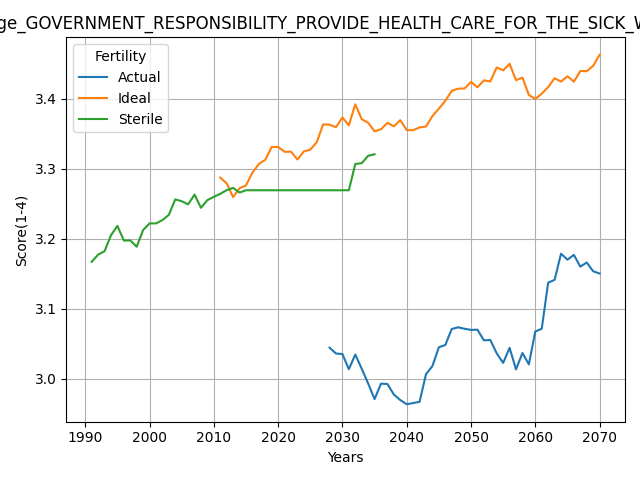 ge_GOVERNMENT_RESPONSIBILITY_PROVIDE_HEALTH_CARE_FOR_THE_SICK_W
Fertility
Actual
Ideal
Sterile
Score(1-4)
3.4
3.3
3.2
3.1
3.0
1990 2000 2010 2020 2030 2040 2050 2060 2070
Years